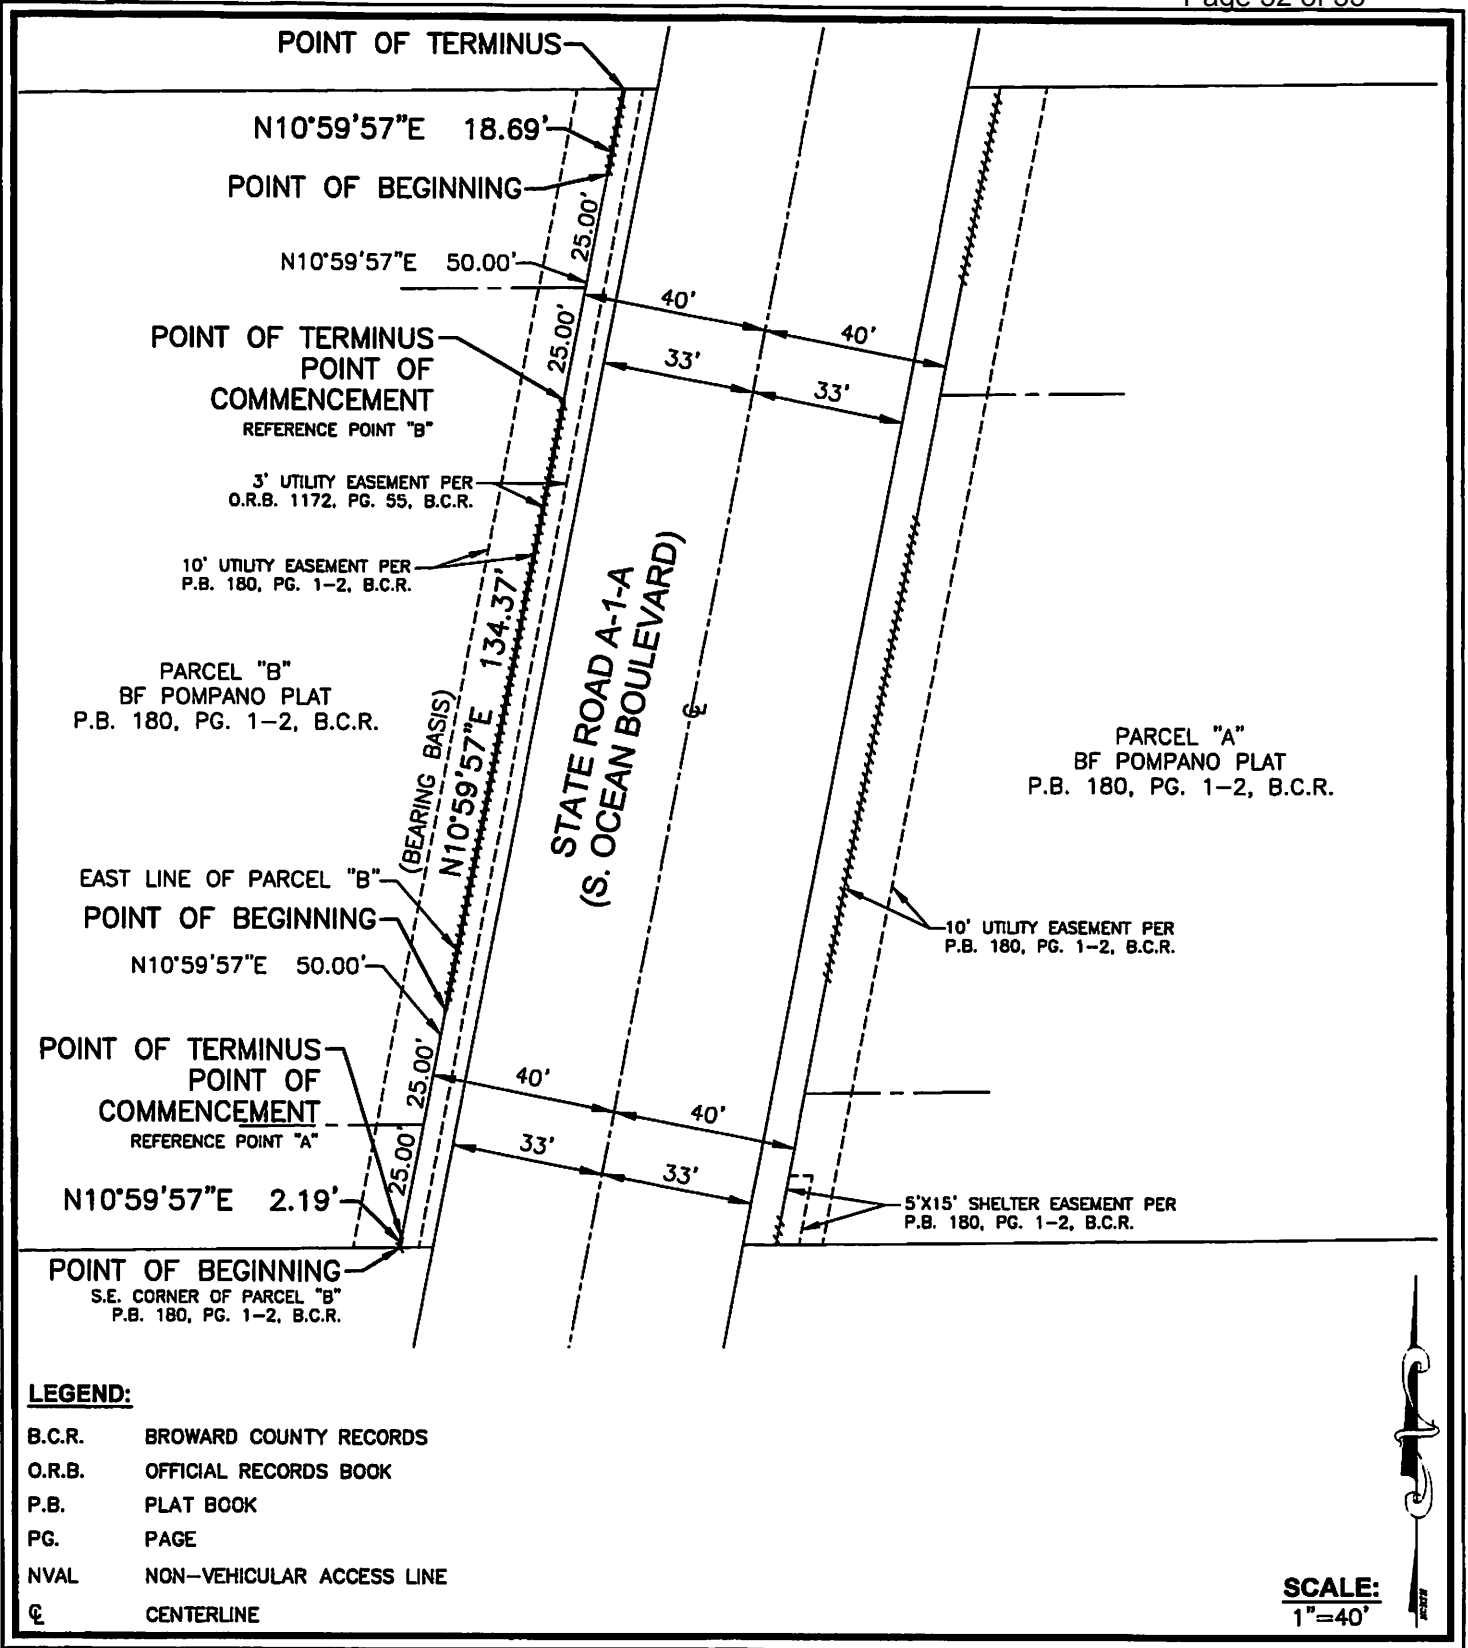 POINT OF TERMINUS
N10°59'57"E 18.69'
POINT OF BEGINNING
25.00'
N10°59'57"E 50.00'
40'
40'
25.00'
33'
33'
POINT OF TERMINUS
POINT OF
COMMENCEMENT
REFERENCE POINT "B"
3' UTILITY EASEMENT PER
O.R.B. 1172, PG. 55, B.C.R.
10' UTILITY EASEMENT PER
P.B. 180, PG. 1-2, B.C.R.
PARCEL "B"
BF POMPANO PLAT
P.B. 180, PG. 1-2, B.C.R.
(BEARING BASIS)
N10°59'57"E 134.37'
STATE ROAD A-1-A
(S. OCEAN BOULEVARD)
℄
PARCEL "A"
BF POMPANO PLAT
P.B. 180, PG. 1-2, B.C.R.
EAST LINE OF PARCEL "B"
POINT OF BEGINNING
10' UTILITY EASEMENT PER
P.B. 180, PG. 1-2, B.C.R.
N10°59'57"E 50.00'
POINT OF TERMINUS
POINT OF
COMMENCEMENT
REFERENCE POINT "A"
25.00'
40'
40'
25.00'
33'
33'
N10°59'57"E 2.19'
5'X15' SHELTER EASEMENT PER
P.B. 180, PG. 1-2, B.C.R.
POINT OF BEGINNING
S.E. CORNER OF PARCEL "B"
P.B. 180, PG. 1-2, B.C.R.
LEGEND:
B.C.R. BROWARD COUNTY RECORDS
O.R.B. OFFICIAL RECORDS BOOK
P.B. PLAT BOOK
PG. PAGE
NVAL NON-VEHICULAR ACCESS LINE
℄ CENTERLINE
SCALE:
1"=40'
NORTH